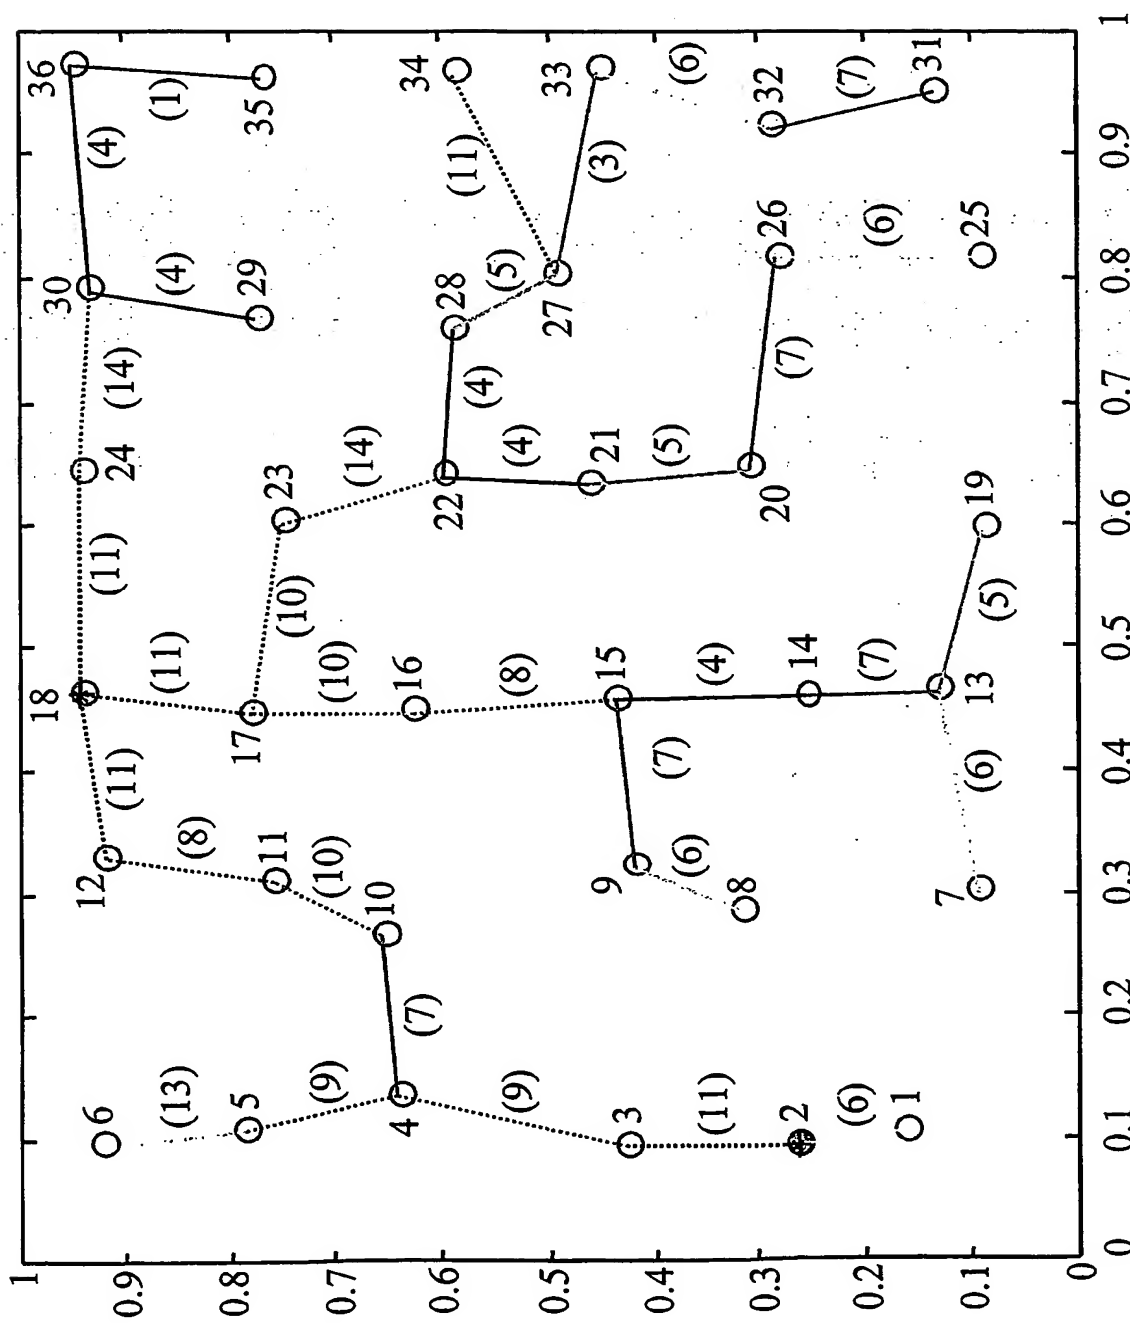 1
18 30 36
0.9 6 12 (11) (11) 24 (14) (4)
(13) (8) (11) (4) (1)
0.8 5 11 17 23 29 35
0.7 (9) (10) (10) (10) (14)
4 (7) 10 16 34
0.6 22 28 (11)
(9) (8) (4) (4) (5)
0.5 27 33
3 9 15 21 (3)
0.4 (6) (7) (5) (6)
(11) 8 (4)
0.3 2 14 20 (7) 26 32
0.2 (6) (7) (6) (7)
1 7 13 19 25 31
0.1 (6) (5)
0
0 0.1 0.2 0.3 0.4 0.5 0.6 0.7 0.8 0.9 1